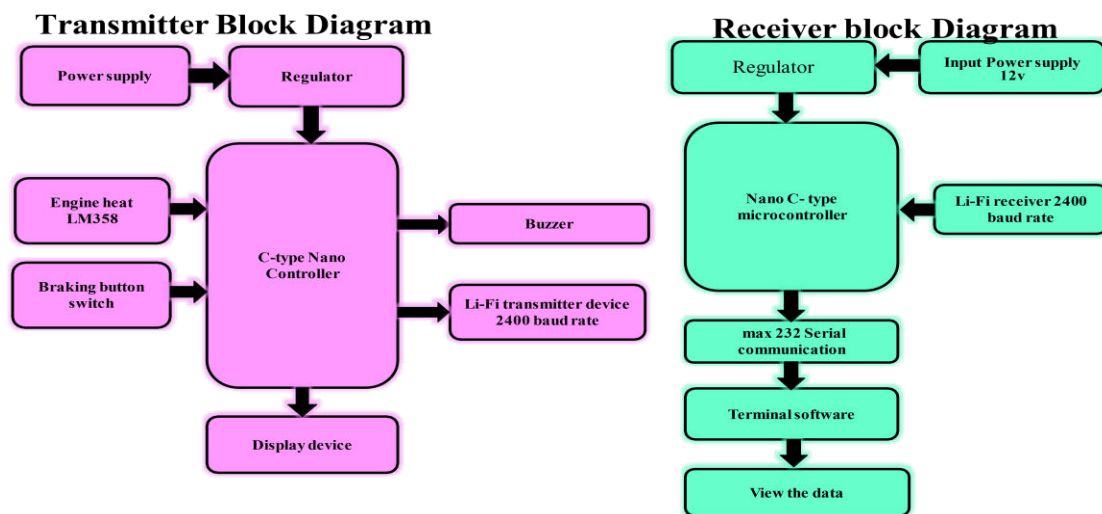 Transmitter Block Diagram
Power supply
Regulator
Engine heat
LM358
Braking button
switch
C-type Nano
Controller
Buzzer
Li-Fi transmitter device
2400 baud rate
Display device
Receiver block Diagram
Regulator
Input Power supply
12v
Nano C- type
microcontroller
Li-Fi receiver 2400
baud rate
max 232 Serial
communication
Terminal software
View the data